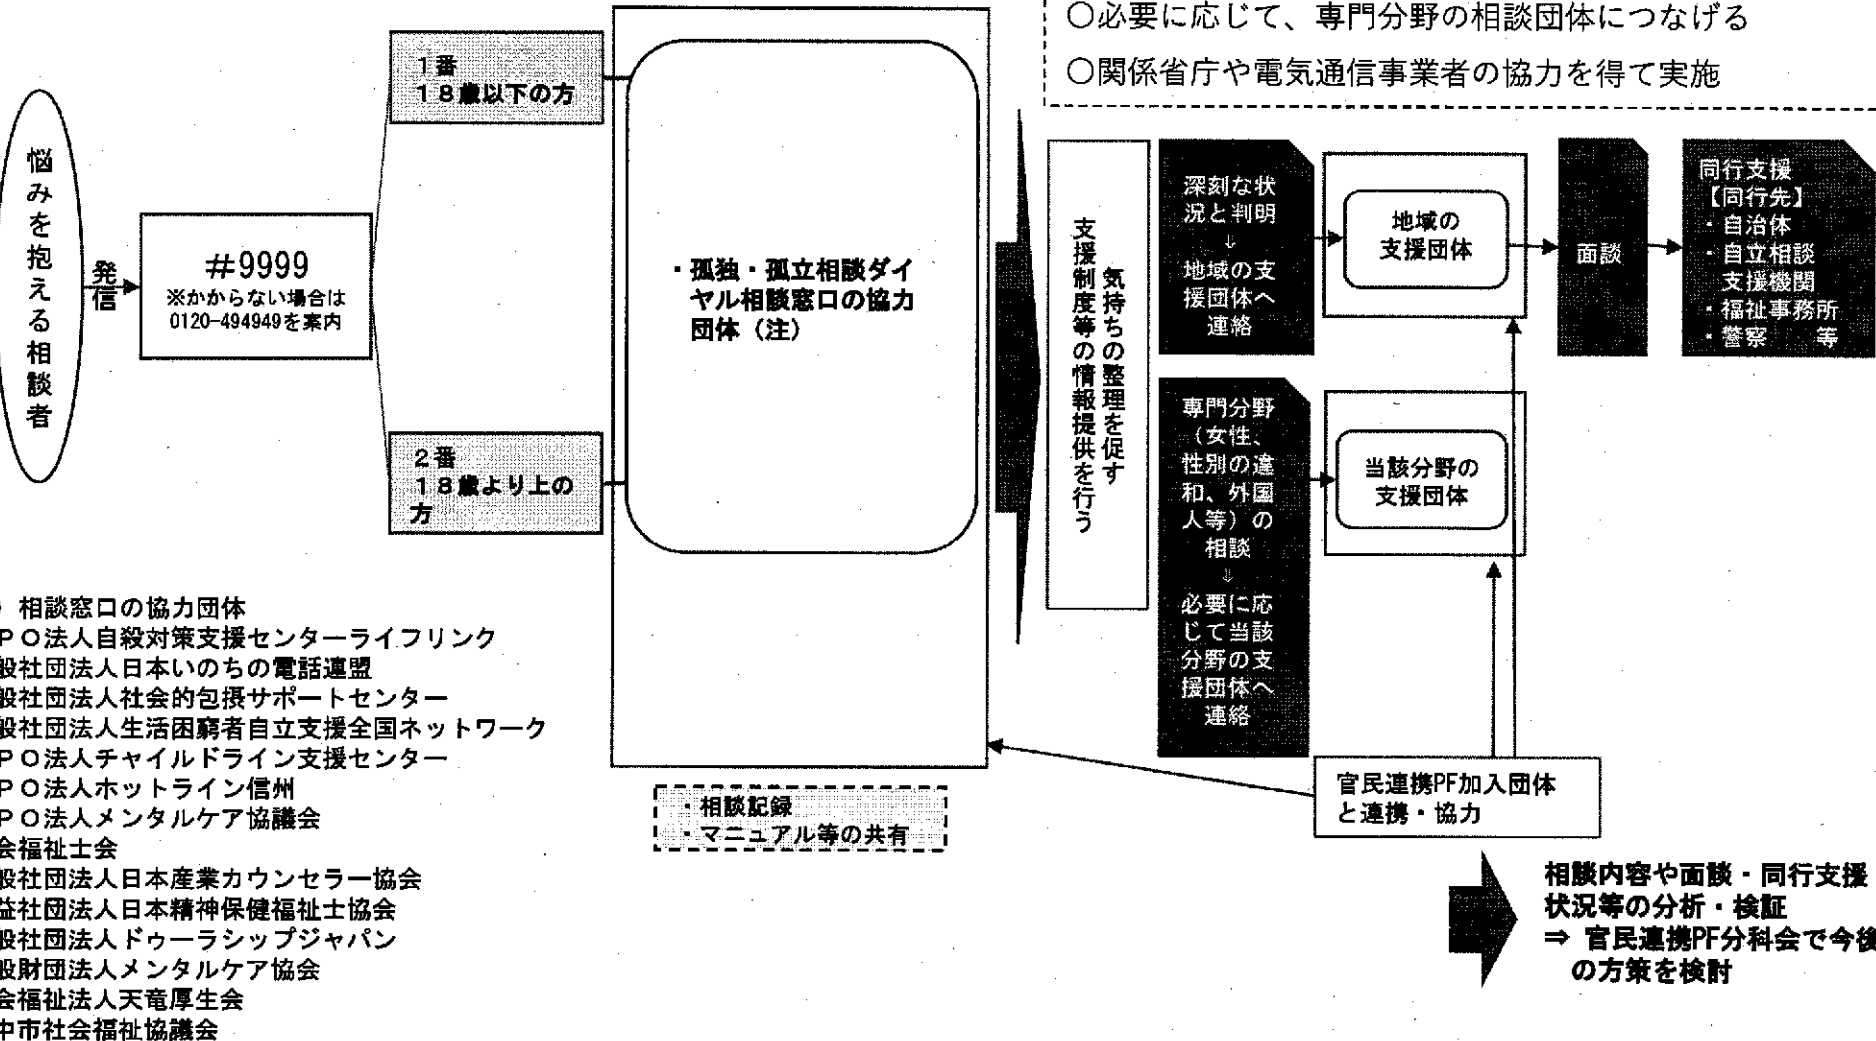 ○必要に応じて、専門分野の相談団体につなげる
○関係省庁や電気通信事業者の協力を得て実施
悩みを抱える相談者
発信
#9999
※かからない場合は
0120-494949を案内
1番
18歳以下の方
2番
18歳より上の
方
・孤独・孤立相談ダイ
ヤル相談窓口の協力
団体(注)
気持ちの整理を促す
支援制度等の情報提供を行う
深刻な状
況と判明
↓
地域の支
援団体へ
連絡
地域の
支援団体
面談
同行支援
【同行先】
・自治体
・自立相談
支援機関
・福祉事務所
・警察 等
専門分野
(女性、
性別の違
和、外国
人等)の
相談
⇓
必要に応
じて当該
分野の支
援団体へ
連絡
当該分野の
支援団体
官民連携PF加入団体
と連携・協力
・相談記録
・マニュアル等の共有
相談内容や面談・同行支援
状況等の分析・検証
⇒ 官民連携PF分科会で今後
の方策を検討
相談窓口の協力団体
PO法人自殺対策支援センターライフリンク
般社団法人日本いのちの電話連盟
般社団法人社会的包摂サポートセンター
般社団法人生活困窮者自立支援全国ネットワーク
PO法人チャイルドライン支援センター
PO法人ホットライン信州
PO法人メンタルケア協議会
会福祉士会
般社団法人日本産業カウンセラー協会
益社団法人日本精神保健福祉士協会
般社団法人ドゥーラシップジャパン
般財団法人メンタルケア協会
会福祉法人天竜厚生会
中市社会福祉協議会